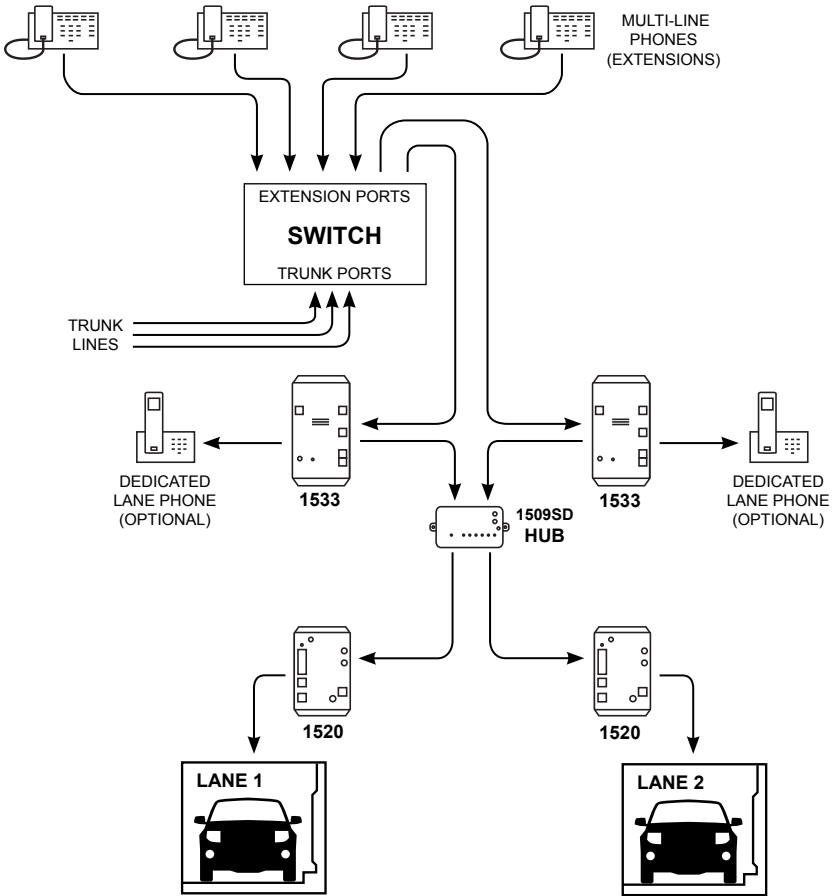 MULTI-LINE
PHONES
(EXTENSIONS)
EXTENSION PORTS
SWITCH
TRUNK PORTS
TRUNK
LINES
DEDICATED
LANE PHONE
(OPTIONAL)
1533
1533
DEDICATED
LANE PHONE
(OPTIONAL)
1509SD
HUB
1520
1520
LANE 1
LANE 2